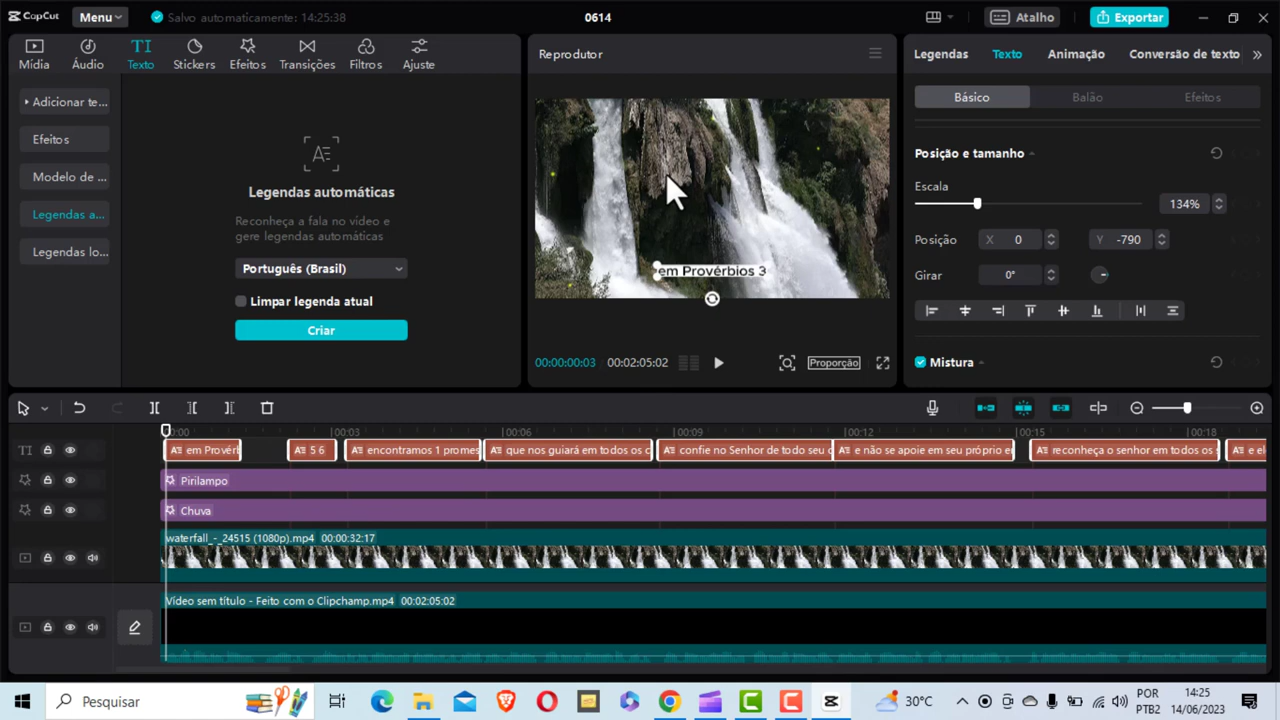 CapCut
Menu
Salvo automaticamente: 14:25:38
0614
Atalho
Exportar
Mídia
Áudio
Texto
Stickers
Efeitos
Transições
Filtros
Ajuste
Adicionar te...
Efeitos
Modelo de ...
Legendas a...
Legendas lo...
Legendas automáticas
Reconheça a fala no vídeo e
gere legendas automáticas
Português (Brasil)
Limpar legenda atual
Criar
Reprodutor
em Provérbios 3
00:00:00:03
00:02:05:02
Proporção
Legendas
Texto
Animação
Conversão de texto
Básico
Balão
Efeitos
Posição e tamanho
Escala
134%
Posição
X 0
Y -790
Girar
0°
Mistura
00:00
00:03
00:06
00:09
00:12
00:15
00:18
em Provérl
5 6
encontramos 1 promes
que nos guiará em todos os c
confie no Senhor de todo seu c
e não se apoie em seu próprio e
reconheça o senhor em todos os s
e el
Pirilampo
Chuva
waterfall_-_24515 (1080p).mp4 00:00:32:17
Vídeo sem título - Feito com o Clipchamp.mp4 00:02:05:02
Pesquisar
30°C
POR
PTB2
14:25
14/06/2023